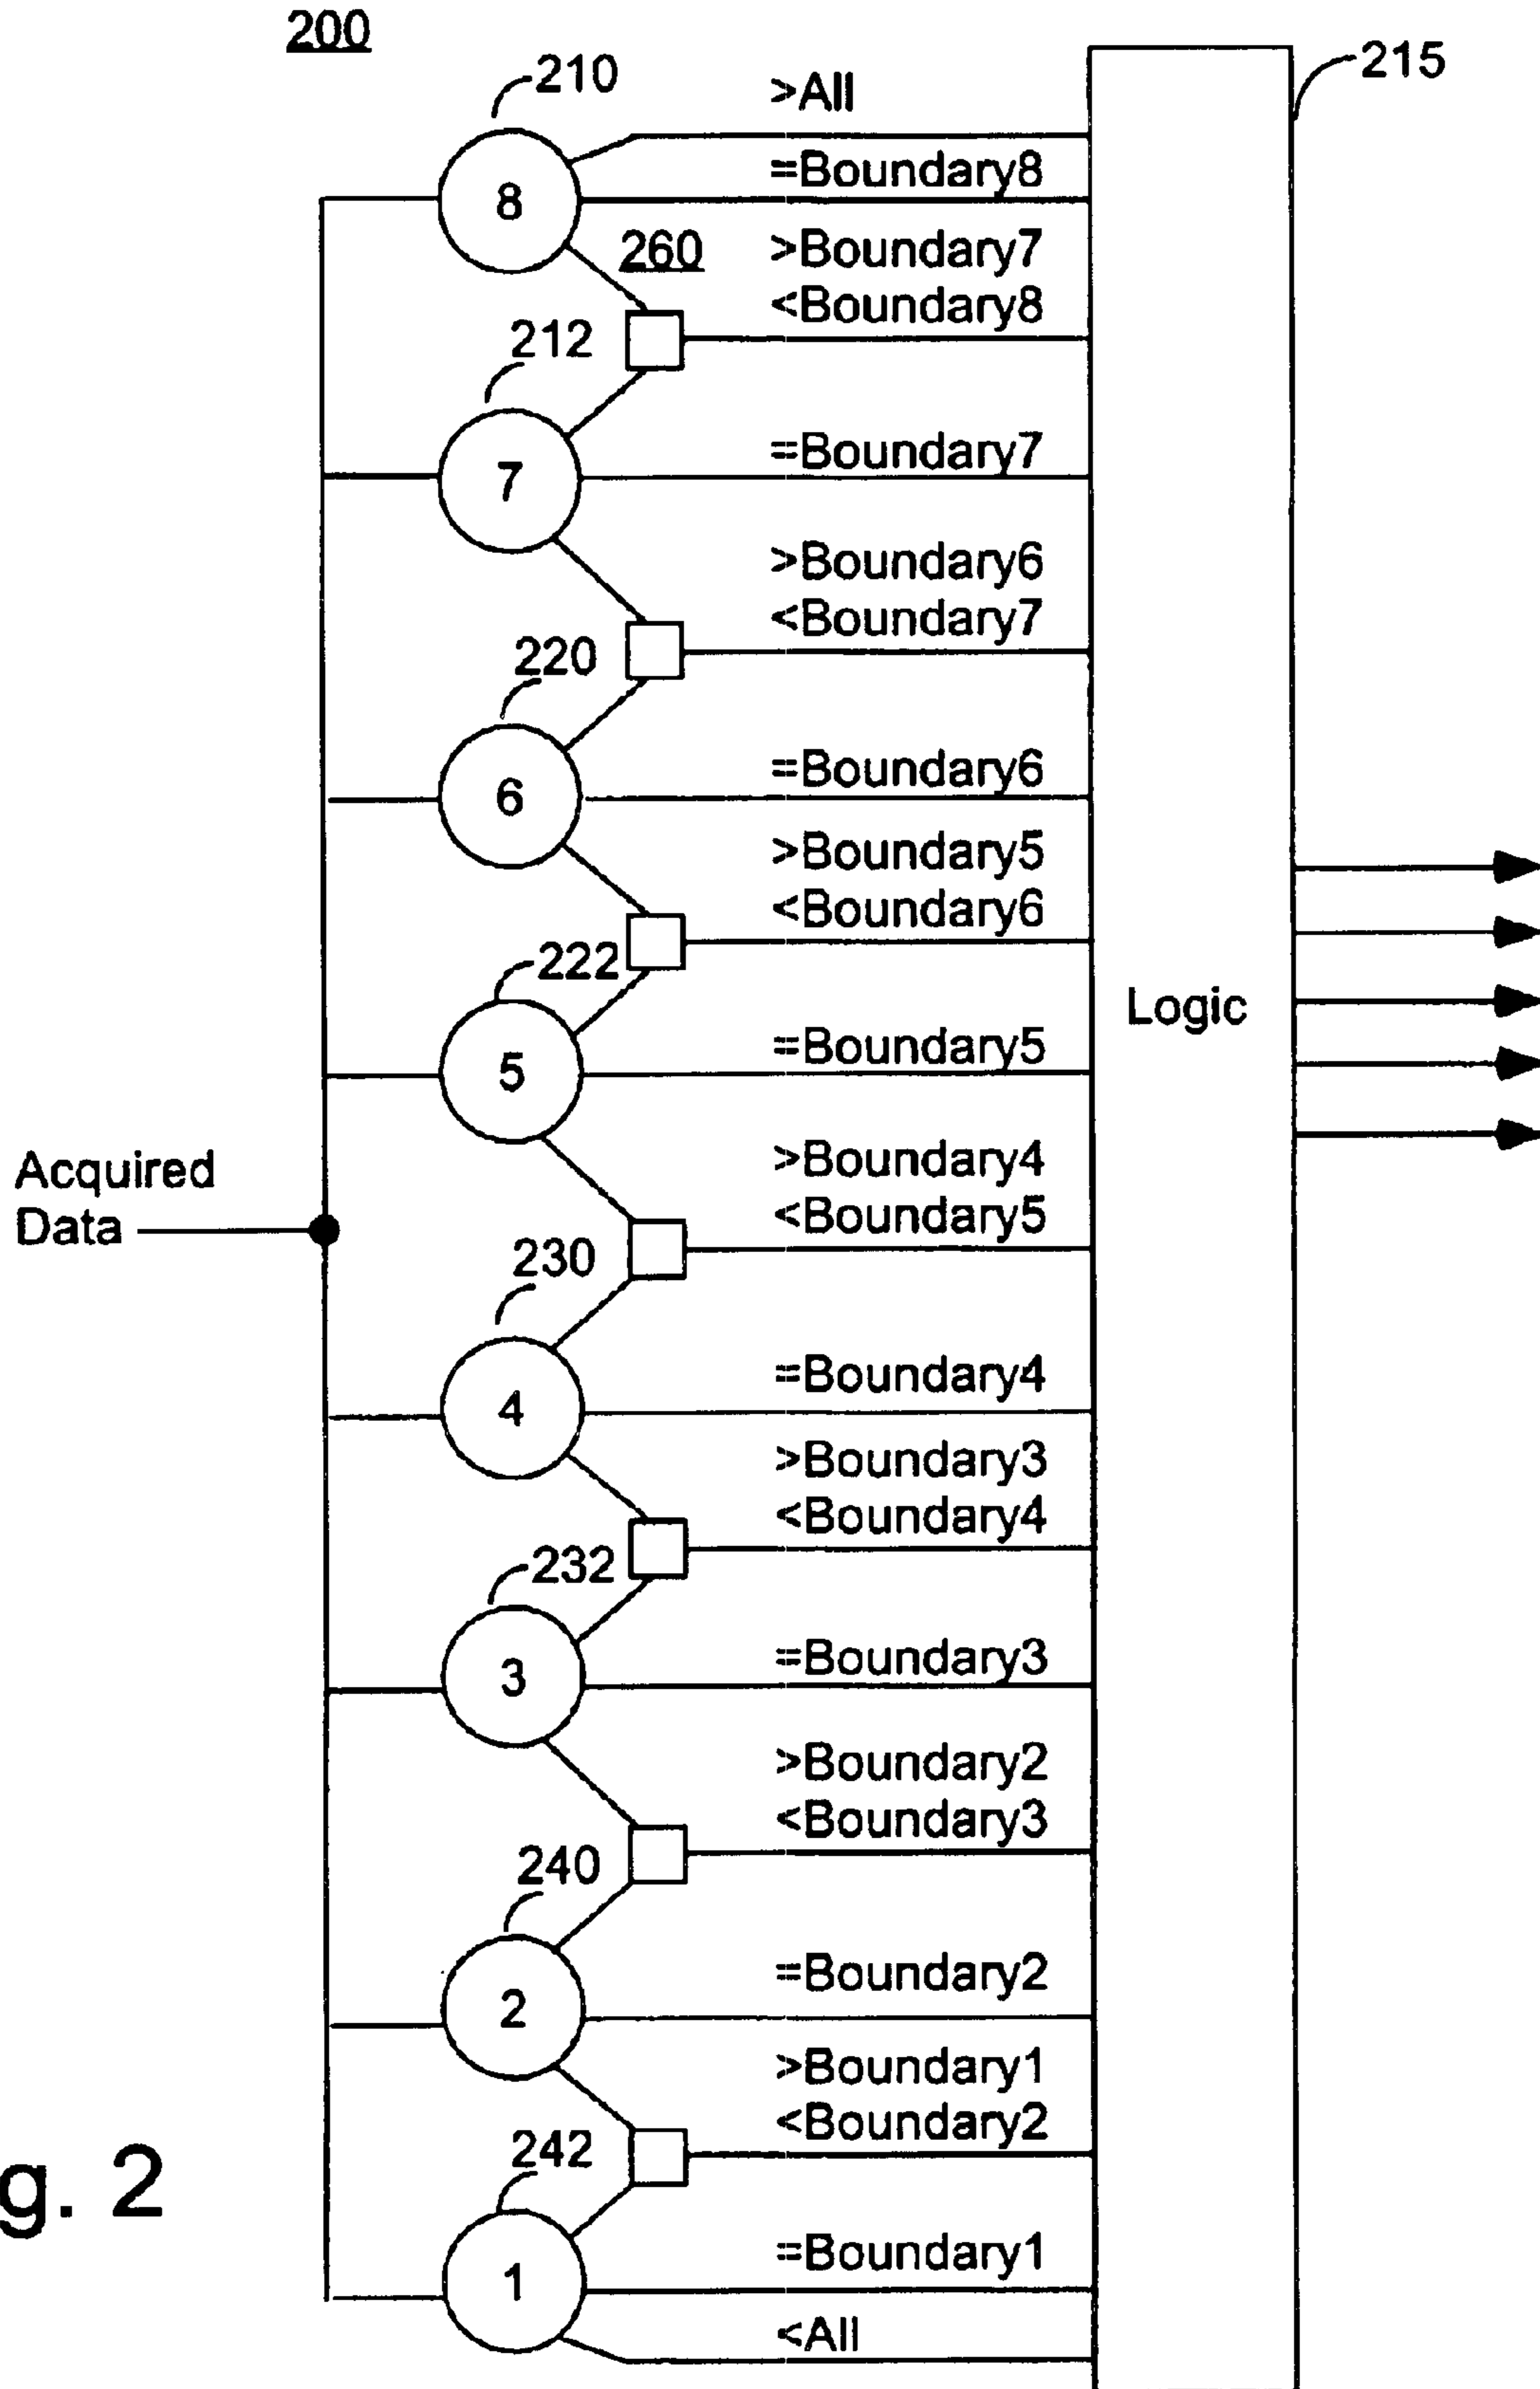 200
210
>All
215
8
=Boundary8
260
>Boundary7
<Boundary8
212
7
=Boundary7
>Boundary6
<Boundary7
220
6
=Boundary6
>Boundary5
<Boundary6
222
5
=Boundary5
Logic
>Boundary4
<Boundary5
Acquired
Data
230
4
=Boundary4
>Boundary3
<Boundary4
232
3
=Boundary3
>Boundary2
<Boundary3
240
2
=Boundary2
>Boundary1
<Boundary2
242
g. 2
1
=Boundary1
<All